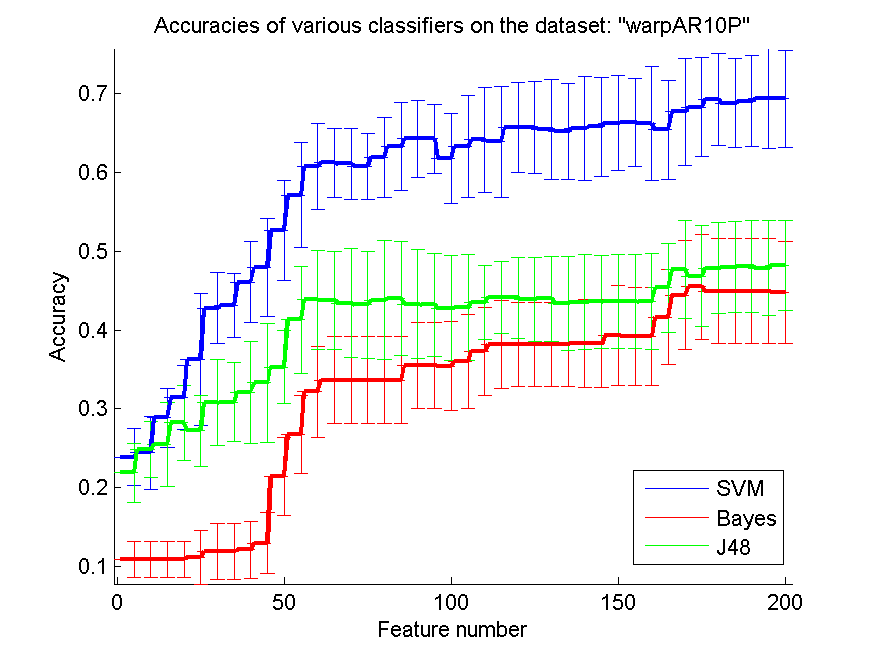 Accuracies of various classifiers on the dataset: "warpAR10P"
0.7
0.6
0.5
0.4
0.3
0.2
0.1
Accuracy
SVM
Bayes
J48
0 50 100 150 200
Feature number